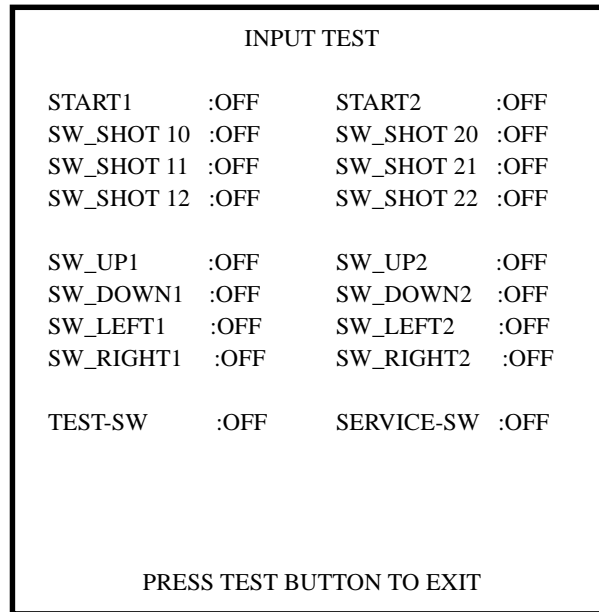 INPUT TEST
START1 :OFF START2 :OFF
SW_SHOT 10 :OFF SW_SHOT 20 :OFF
SW_SHOT 11 :OFF SW_SHOT 21 :OFF
SW_SHOT 12 :OFF SW_SHOT 22 :OFF
SW_UP1 :OFF SW_UP2 :OFF
SW_DOWN1 :OFF SW_DOWN2 :OFF
SW_LEFT1 :OFF SW_LEFT2 :OFF
SW_RIGHT1 :OFF SW_RIGHT2 :OFF
TEST-SW :OFF SERVICE-SW :OFF
PRESS TEST BUTTON TO EXIT